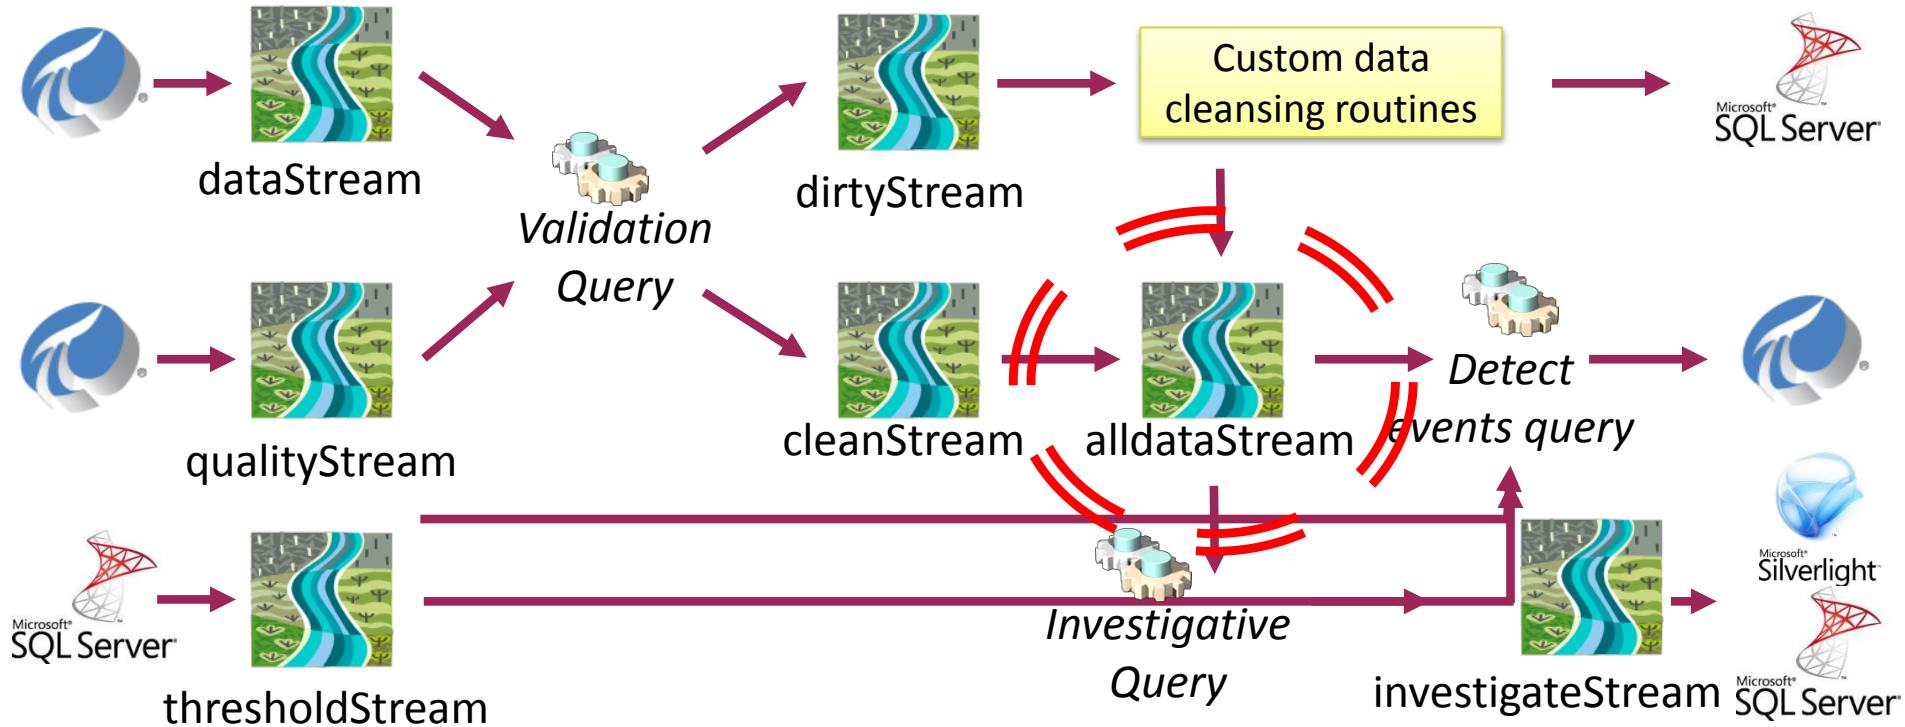 Custom data
cleansing routines
Microsoft®
SQL Server®
dataStream
dirtyStream
Validation
Query
Detect
events query
cleanStream
alldataStream
qualityStream
Microsoft®
Silverlight™
Microsoft®
SQL Server®
Investigative
Query
thresholdStream
investigateStream
Microsoft®
SQL Server®